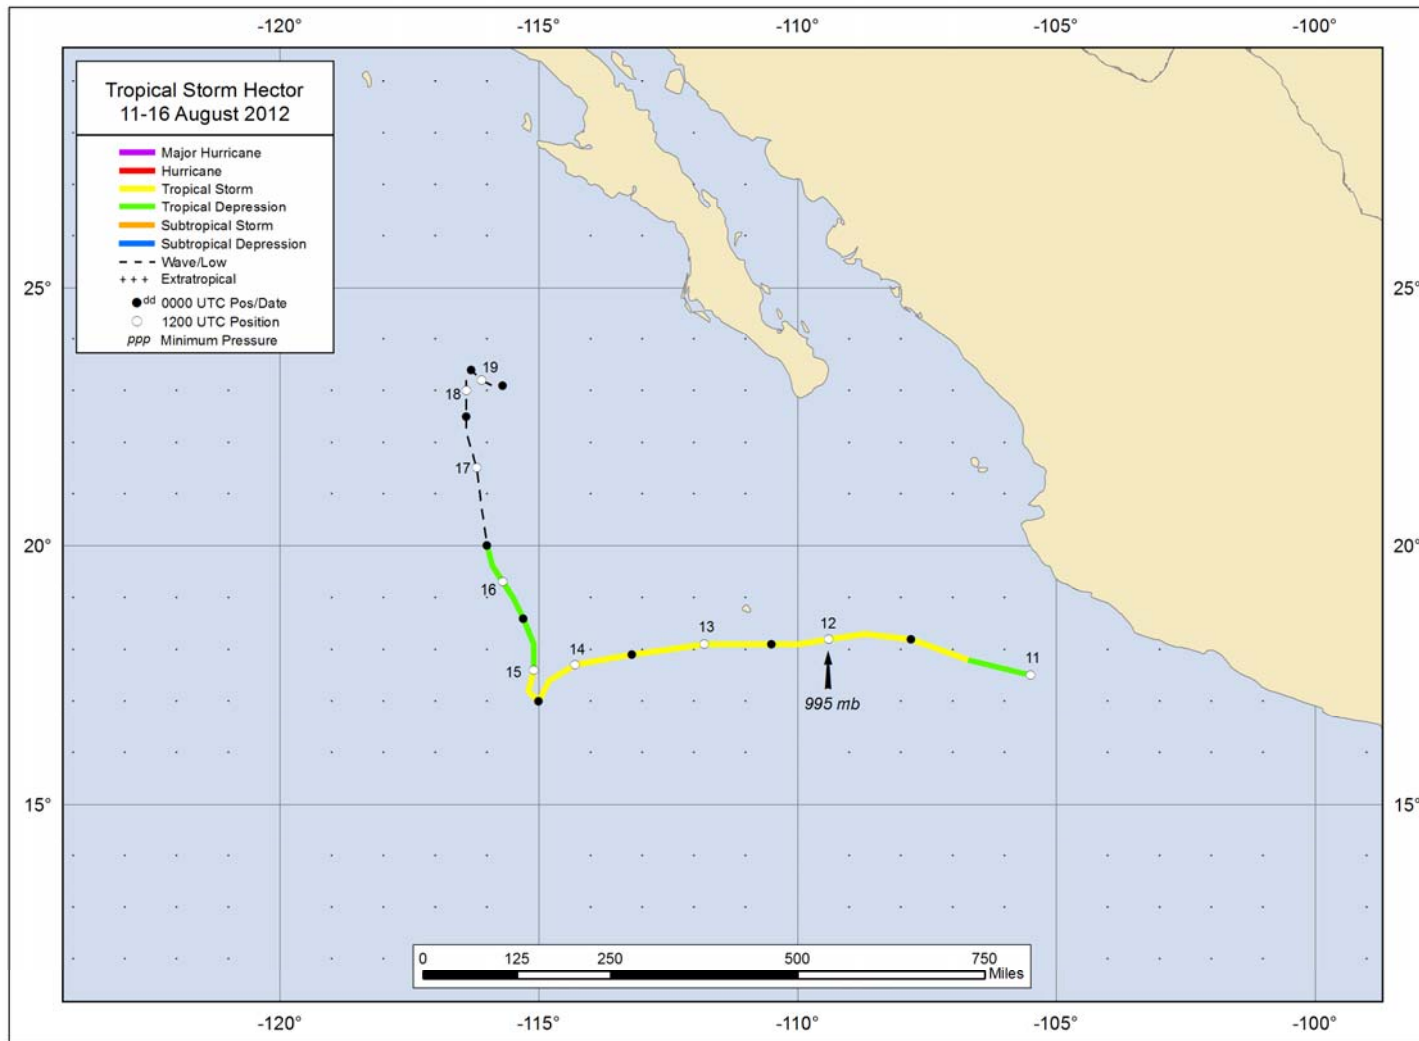 -120° -115° -110° -105° -100°
Tropical Storm Hector
11-16 August 2012
Major Hurricane
Hurricane
Tropical Storm
Tropical Depression
Subtropical Storm
Subtropical Depression
Wave/Low
+++ Extratropical
dd 0000 UTC Pos/Date
1200 UTC Position
ppp Minimum Pressure
25° 25°
19
18
17
20° 20°
16
15
14
13
12
11
995 mb
15° 15°
0 125 250 500 750
Miles
-120° -115° -110° -105° -100°